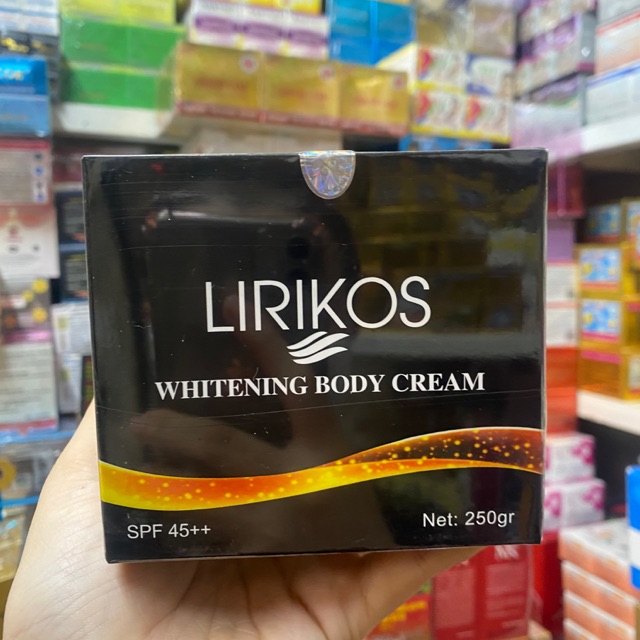 LIRIKOS
WHITENING BODY CREAM
SPF 45++
Net: 250gr